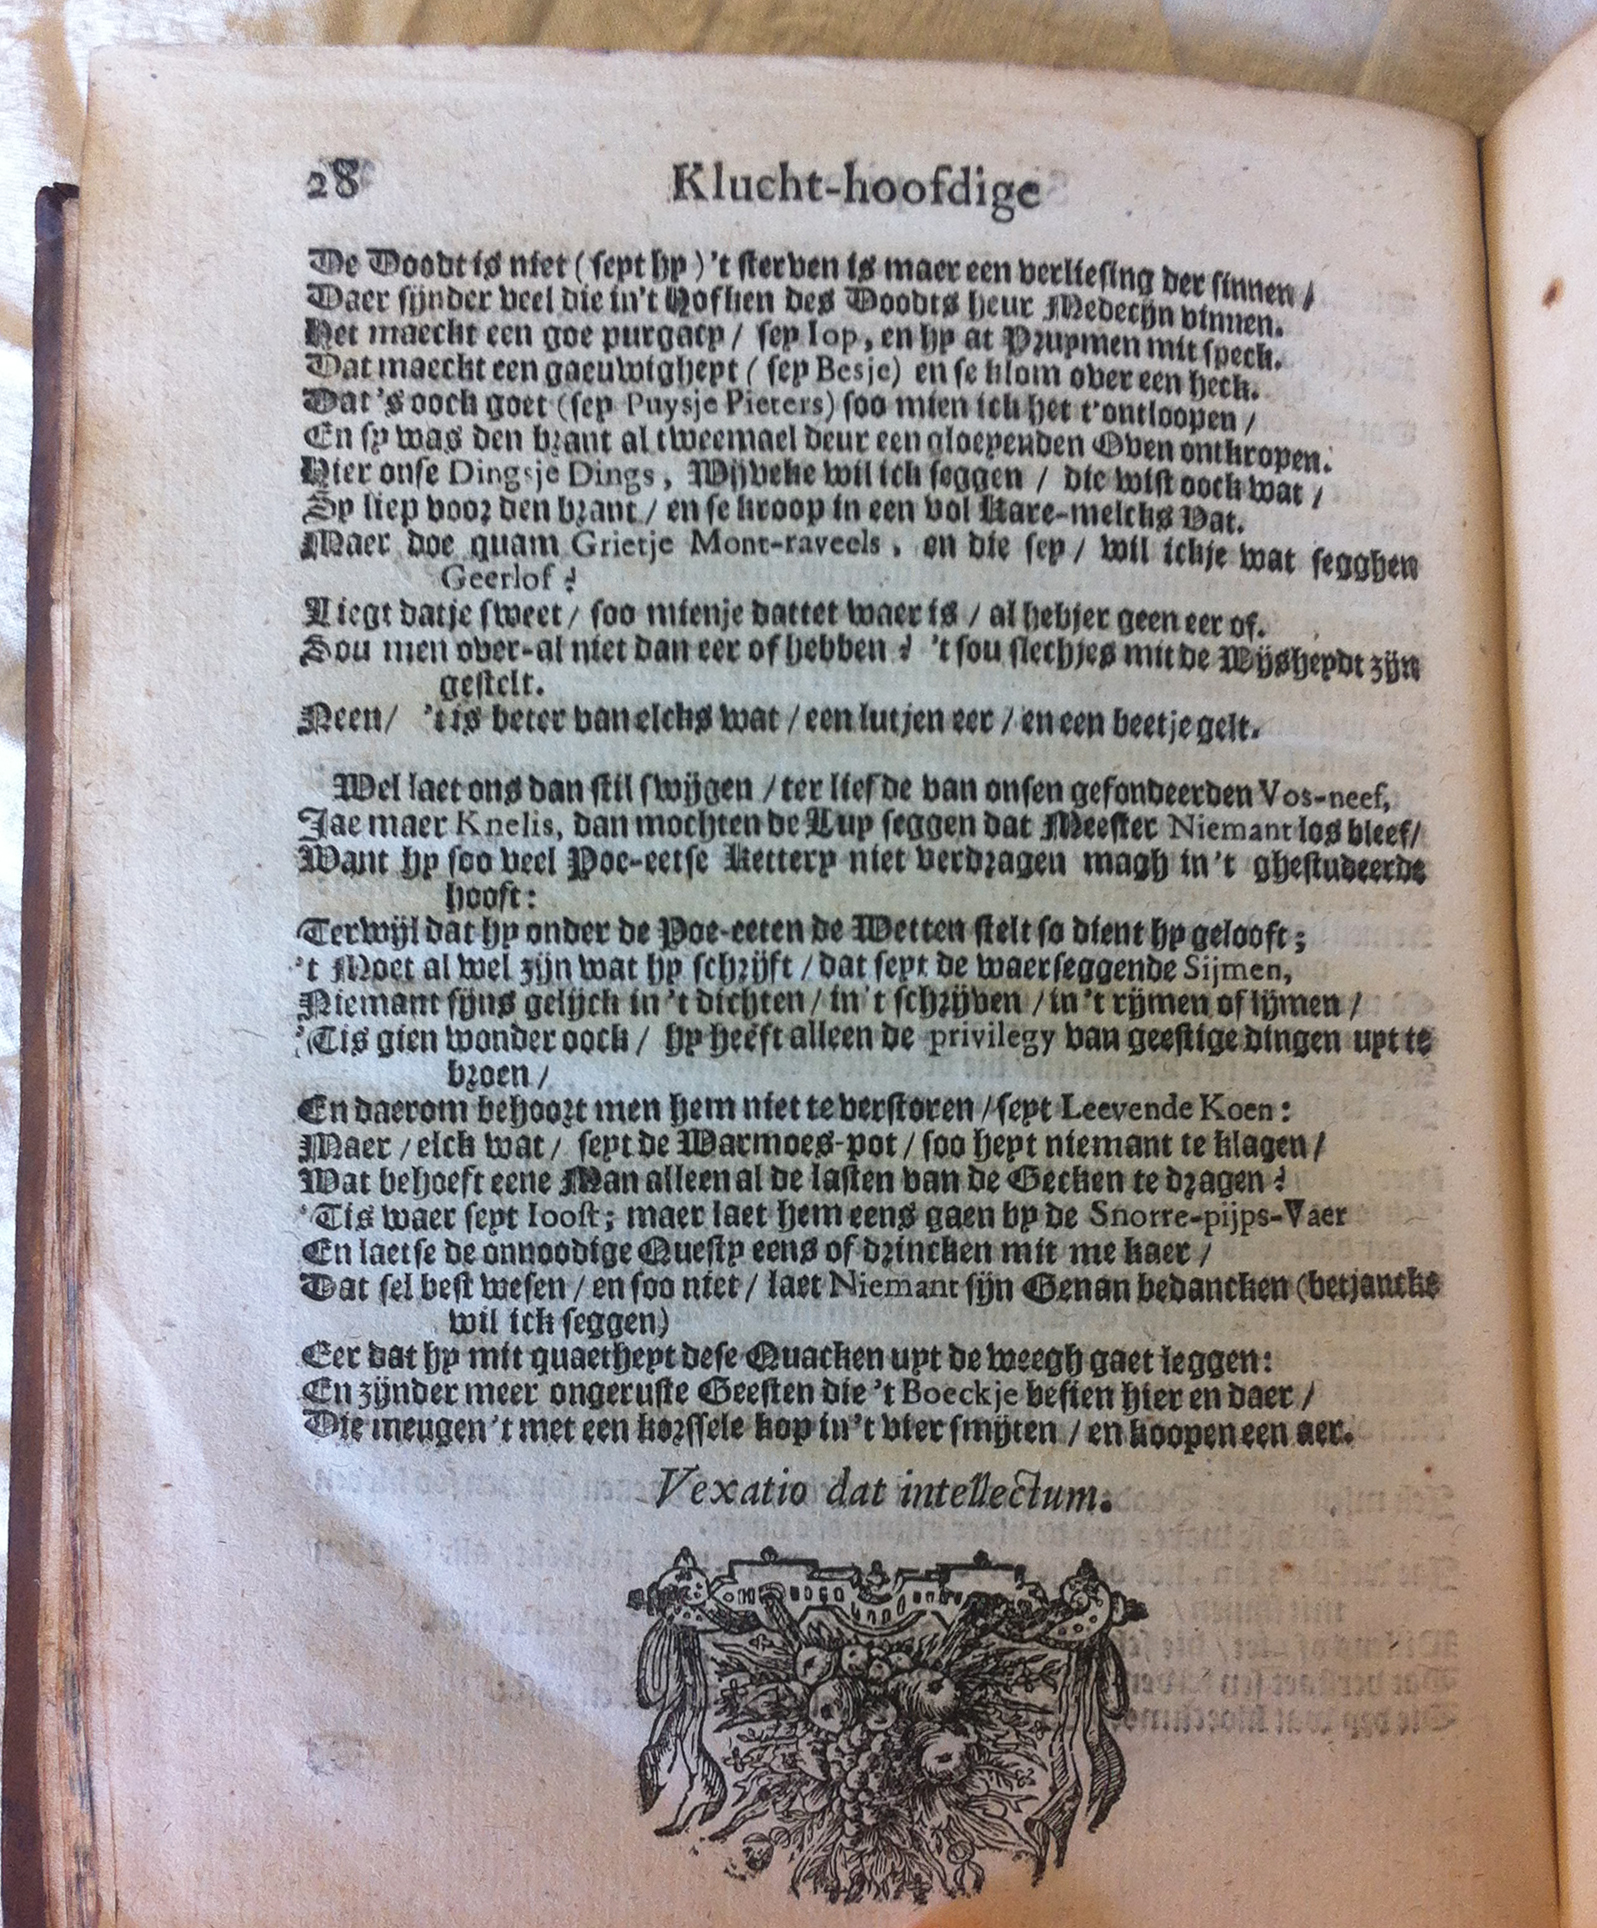 28 Klucht-hoofdige
De Doodt is niet (seyt hy) 't sterven is maer een verliesing der sinnen /
Daer sijnder veel die in't Hofken des Doodts heur Medecijn vinnen.
Het maeckt een goe purgacy / sey Iop, en hy at Pruymen mit speck.
Dat maeckt een gaeuwigheyt / sey Besje) en se klom over een heck.
Dat 's oock goet (sey Puysje Pieters) soo mien ick het t'ontloopen /
En sy was den brant al tweemael deur een gloeyenden Oven ontkropen.
Hier onse Dingsje Dings, Wijveke wil ick seggen / die wist oock wat /
Sy liep voor den brant / en se kroop in een vol Kare-melcks Vat.
Maer doe quam Grietje Mont-raveels, en die sey / wil ickje wat segghen
Geerlof?
Liegt datje sweet / soo mienje dattet waer is / al hebjer geen eer of.
Sou men over-al niet dan eer of hebben? 't sou slechjes mit de Wijsheydt zijn
gestelt.
Neen / 't is beter van elcks wat / een lutjen eer / en een beetje gelt.
Wel laet ons dan stil swijgen / ter liefde van onsen gefondeerden Vos-neef,
Jae maer Knelis, dan mochten de Luy seggen dat Meester Niemant los bleef /
Want hy soo veel Poe-eetse Kettery niet verdragen magh in't ghestudeerde
hooft:
Terwijl dat hy onder de Poe-eeten de Wetten stelt so dient hy gelooft;
't Moet al wel zijn wat hy schrijft / dat seyt de waerseggende Sijmen,
Niemant sijns gelijck in 't dichten / in 't schrijven / in 't rijmen of lijmen /
'Tis gien wonder oock / hy heeft alleen de privilegy van geestige dingen uyt te
broen /
En daerom behoort men hem niet te verstoren / seyt Leevende Koen:
Maer / elck wat / seyt de Warmoes-pot / soo heyt niemant te klagen /
Wat behoeft eene Man alleen al de lasten van de Gecken te dragen?
'Tis waer seyt Ioost; maer laet hem eens gaen by de Snorre-pijps-Vaer
En laetse de onnoodige Questy eens of drincken mit me kaer /
Dat sel best wesen / en soo niet / laet Niemant sijn Genan bedancken (betjancke
wil ick seggen)
Eer dat hy mit quaetheyt dese Quacken uyt de weegh gaet leggen:
En zijnder meer ongeruste Geesten die 't Boeckje besien hier en daer /
Die meugen 't met een korssele kop in't vier smijten / en koopen een aer.
Vexatio dat intellectum.